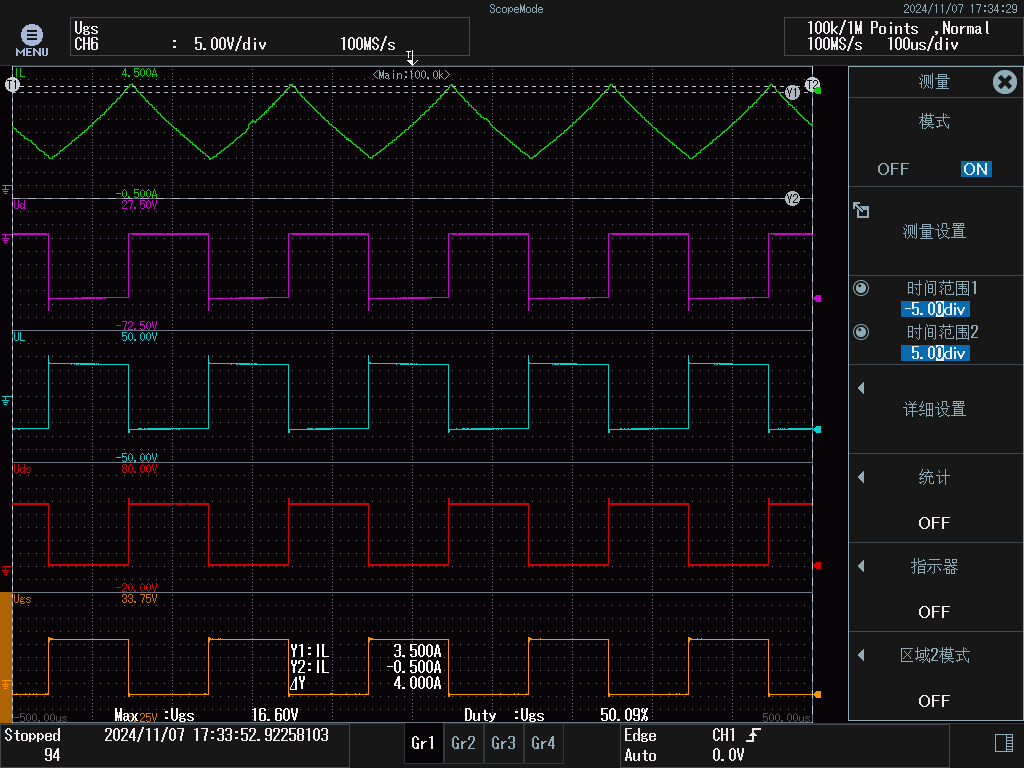 ScopeMode
2024/11/07 17:34:29
MENU
Ugs
CH6 : 5.00V/div 100MS/s
100k/1M Points ,Normal
100MS/s 100us/div
<Main:100.0k>
IL 4.500A
T1
T2
Y1
-0.500A
Y2
Ud 27.50V
-72.50V
UL 50.00V
-50.00V
Uds 80.00V
-20.00V
Ugs 33.75V
Y1:IL 3.500A
Y2:IL -0.500A
⊿Y 4.000A
-500.00us
500.00us
Max :Ugs 16.60V
Duty :Ugs 50.09%
测量
模式
OFF ON
测量设置
时间范围1
-5.00div
时间范围2
5.00div
详细设置
统计
OFF
指示器
OFF
区域2模式
OFF
Stopped
94
2024/11/07 17:33:52.92258103
Gr1 Gr2 Gr3 Gr4
Edge CH1
Auto 0.0V